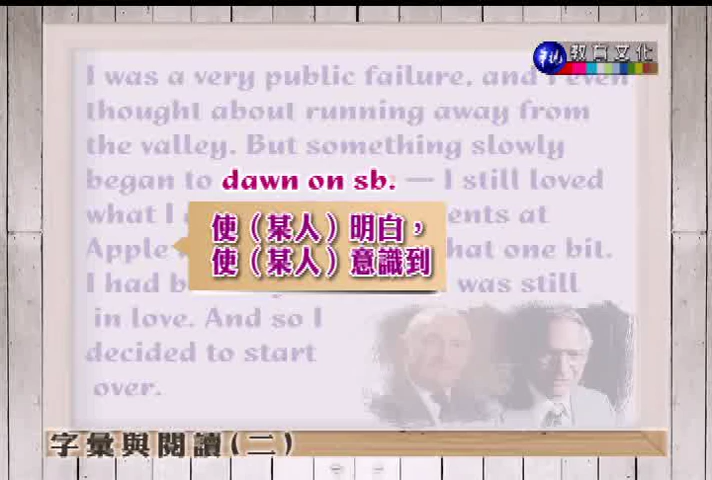 教育文化
I was a very public failure, and I even
thought about running away from
the valley. But something slowly
began to dawn on sb. — I still loved
what I ents at
Apple hat one bit.
I had b was still
in love. And so I
decided to start
over.
使（某人）明白，
使（某人）意識到
字彙與閱讀(二)